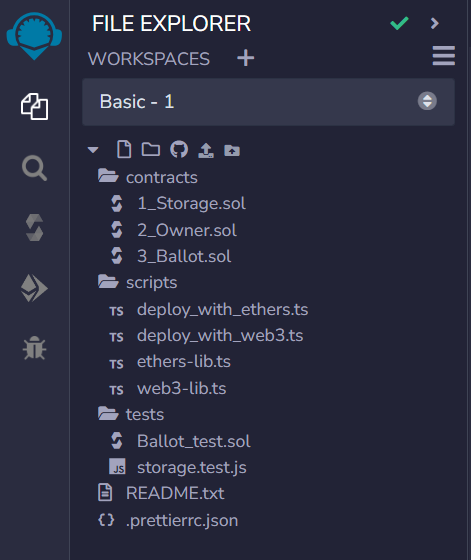 FILE EXPLORER
WORKSPACES
Basic - 1
contracts
1_Storage.sol
2_Owner.sol
3_Ballot.sol
scripts
TS deploy_with_ethers.ts
TS deploy_with_web3.ts
TS ethers-lib.ts
TS web3-lib.ts
tests
Ballot_test.sol
JS storage.test.js
README.txt
{} .prettierrc.json